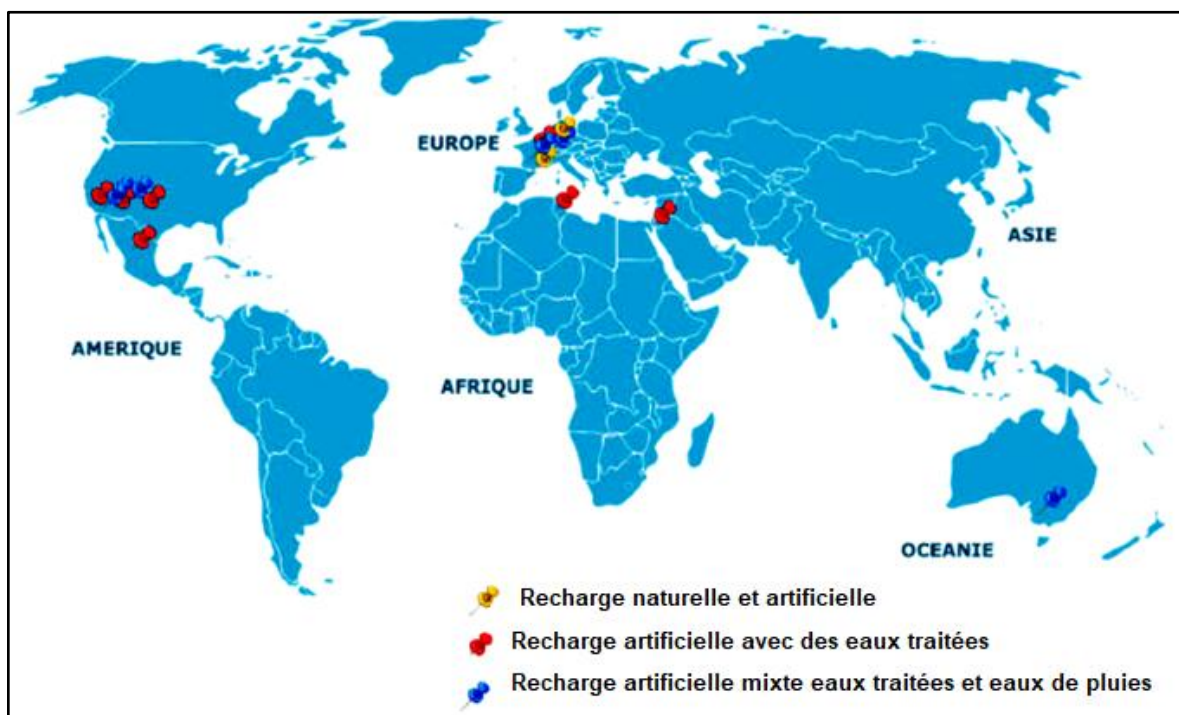 EUROPE
ASIE
AMERIQUE
AFRIQUE
OCEANIE
Recharge naturelle et artificielle
Recharge artificielle avec des eaux traitées
Recharge artificielle mixte eaux traitées et eaux de pluies